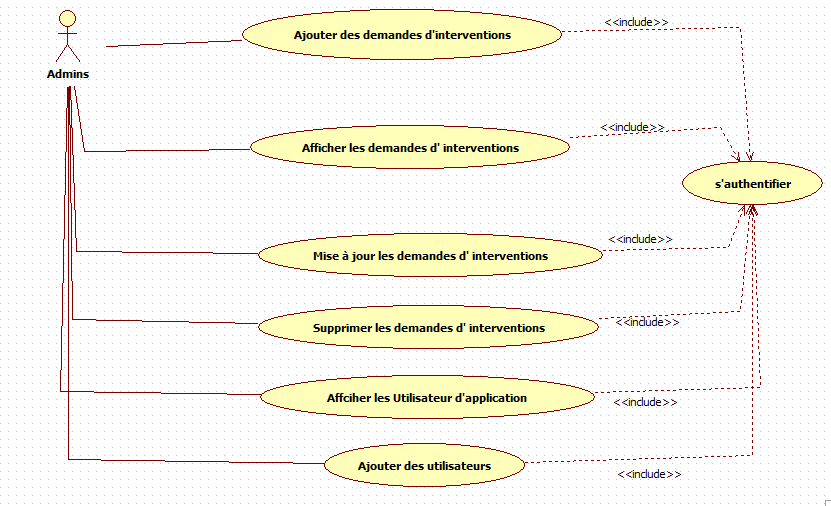 Ajouter des demandes d'interventions
<<include>>
Admins
Afficher les demandes d' interventions
<<include>>
s'authentifier
Mise à jour les demandes d' interventions
<<include>>
Supprimer les demandes d' interventions
<<include>>
Affciher les Utilisateur d'application
<<include>>
Ajouter des utilisateurs
<<include>>